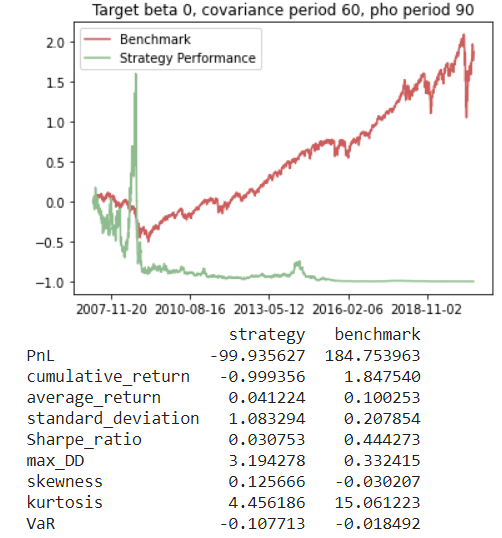 Target beta 0, covariance period 60, pho period 90
Benchmark
Strategy Performance
2.0
1.5
1.0
0.5
0.0
−0.5
−1.0
2007-11-20 2010-08-16 2013-05-12 2016-02-06 2018-11-02
strategy benchmark
PnL -99.935627 184.753963
cumulative_return -0.999356 1.847540
average_return 0.041224 0.100253
standard_deviation 1.083294 0.207854
Sharpe_ratio 0.030753 0.444273
max_DD 3.194278 0.332415
skewness 0.125666 -0.030207
kurtosis 4.456186 15.061223
VaR -0.107713 -0.018492